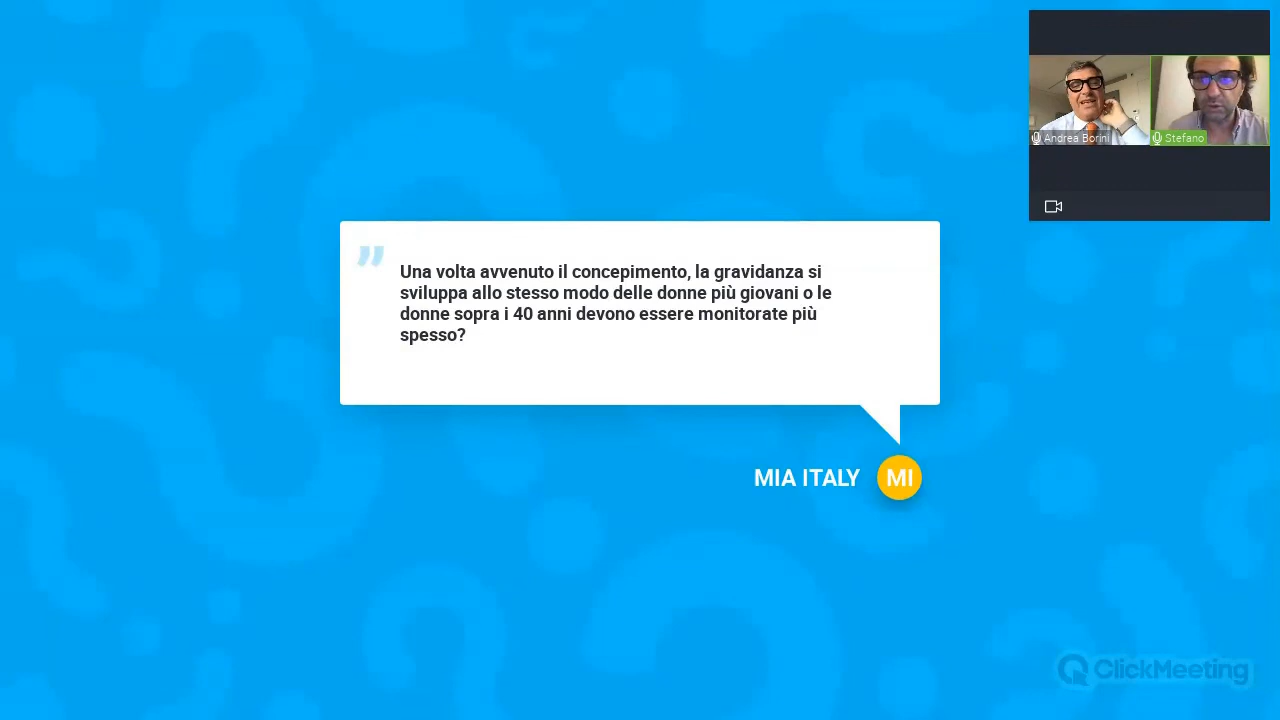 Andrea Borini
Stefano
”
Una volta avvenuto il concepimento, la gravidanza si
sviluppa allo stesso modo delle donne più giovani o le
donne sopra i 40 anni devono essere monitorate più
spesso?
MIA ITALY
MI
ClickMeeting